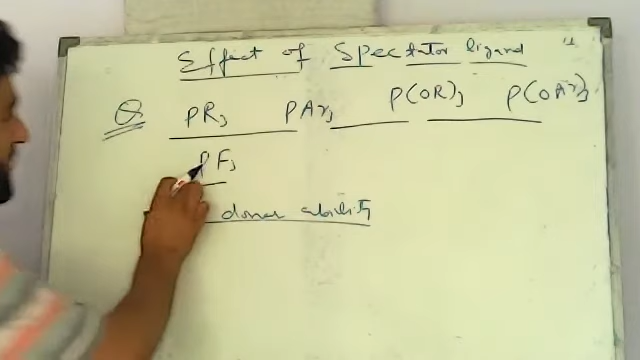 Effect of Spectator ligand
Q PR3 PAr3 P(OR)3 P(OAr)3
PF3
donor ability